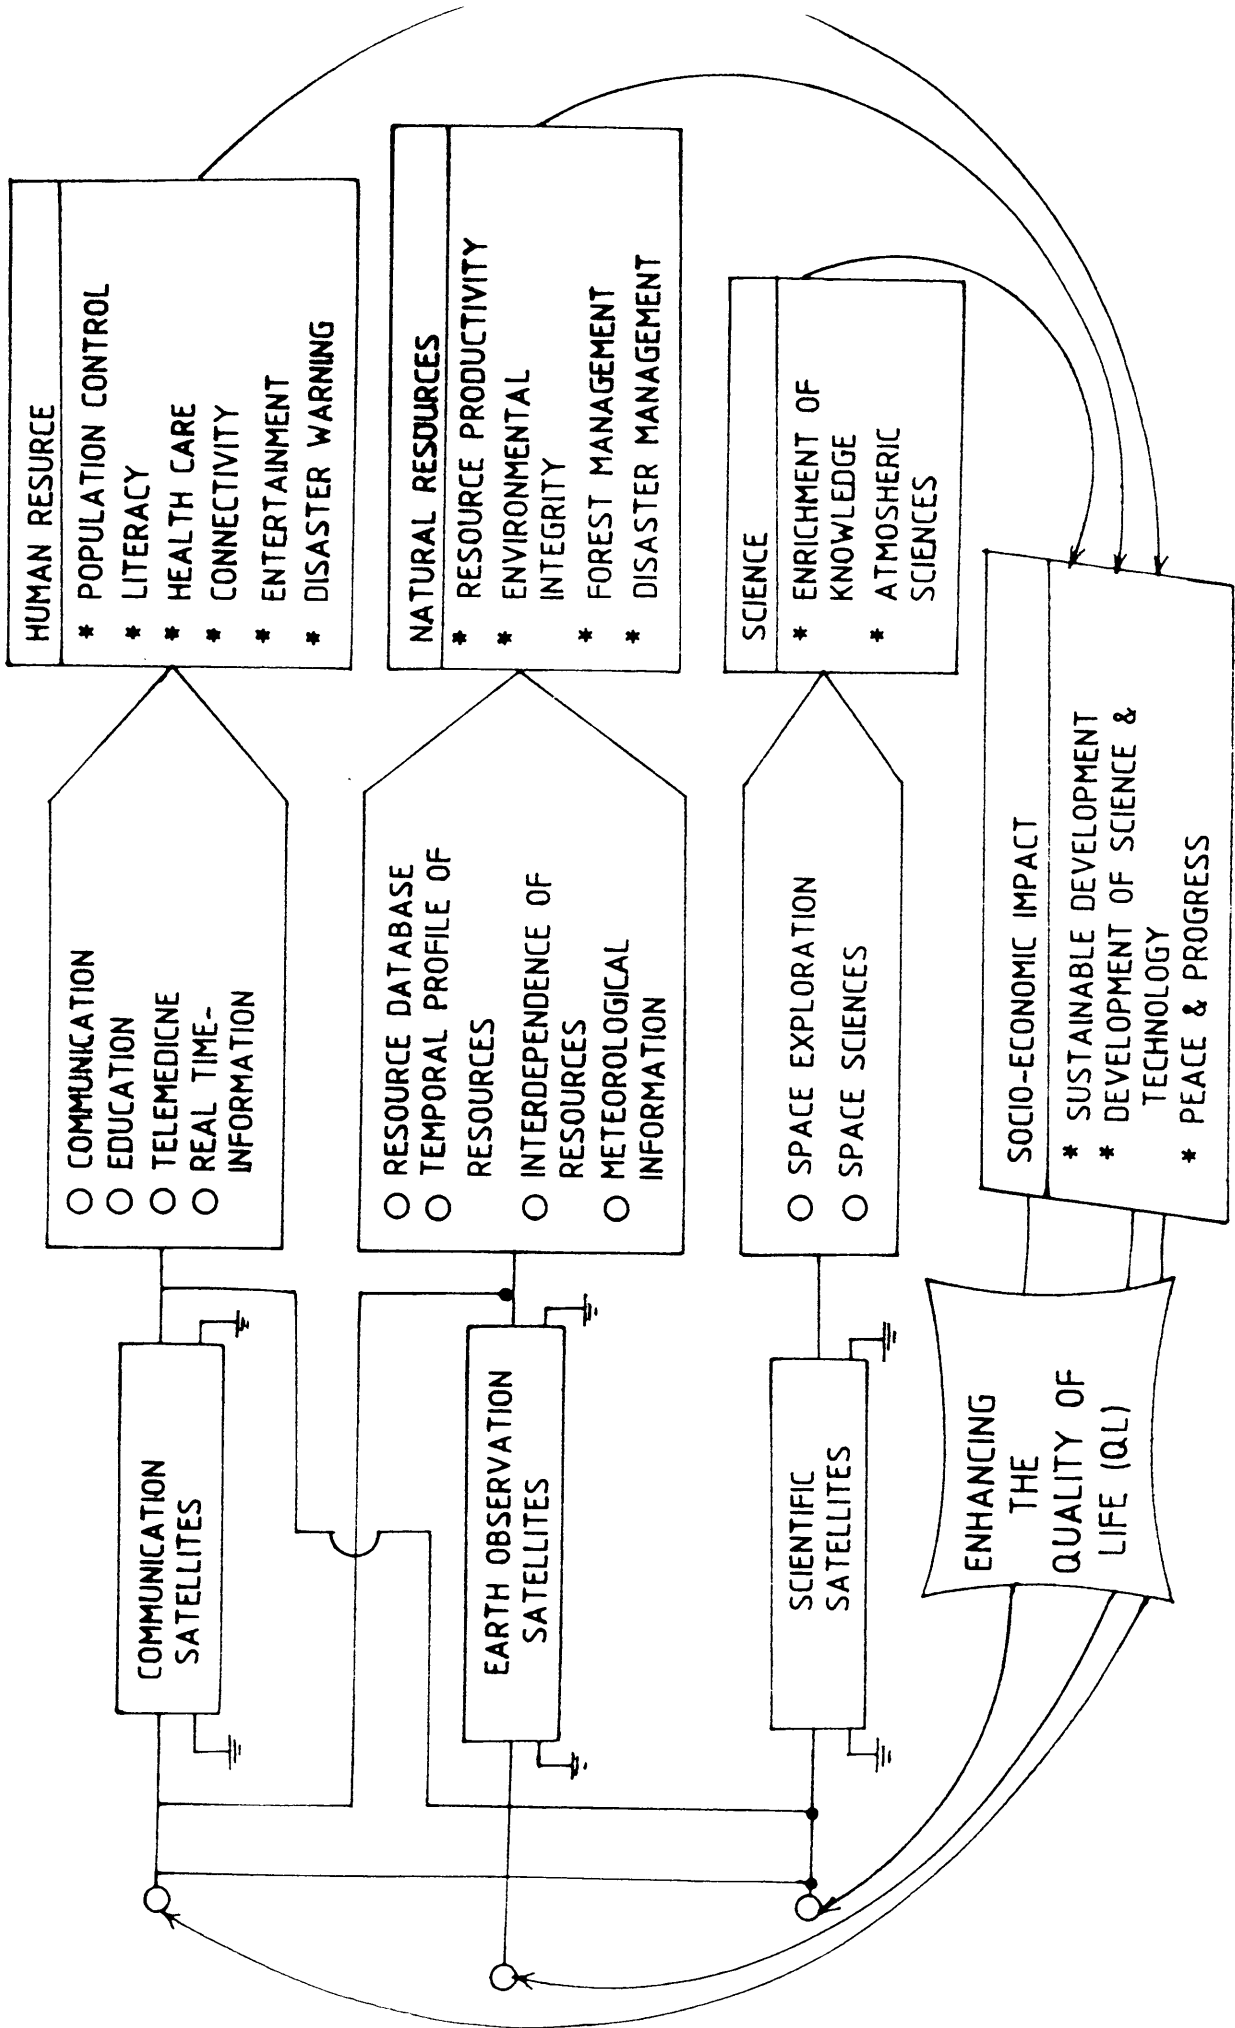 COMMUNICATION
SATELLITES
○ COMMUNICATION
○ EDUCATION
○ TELEMEDICNE
○ REAL TIME-
INFORMATION
HUMAN RESURCE
* POPULATION CONTROL
* LITERACY
* HEALTH CARE
* CONNECTIVITY
* ENTERTAINMENT
* DISASTER WARNING
EARTH OBSERVATION
SATELLITES
○ RESOURCE DATABASE
○ TEMPORAL PROFILE OF
RESOURCES
○ INTERDEPENDENCE OF
RESOURCES
○ METEOROLOGICAL
INFORMATION
NATURAL RESOURCES
* RESOURCE PRODUCTIVITY
* ENVIRONMENTAL
INTEGRITY
* FOREST MANAGEMENT
* DISASTER MANAGEMENT
SCIENTIFIC
SATELLITES
○ SPACE EXPLORATION
○ SPACE SCIENCES
SCIENCE
* ENRICHMENT OF
KNOWLEDGE
* ATMOSHERIC
SCIENCES
ENHANCING
THE
QUALITY OF
LIFE (QL)
SOCIO-ECONOMIC IMPACT
* SUSTAINABLE DEVELOPMENT
* DEVELOPMENT OF SCIENCE &
TECHNOLOGY
* PEACE & PROGRESS